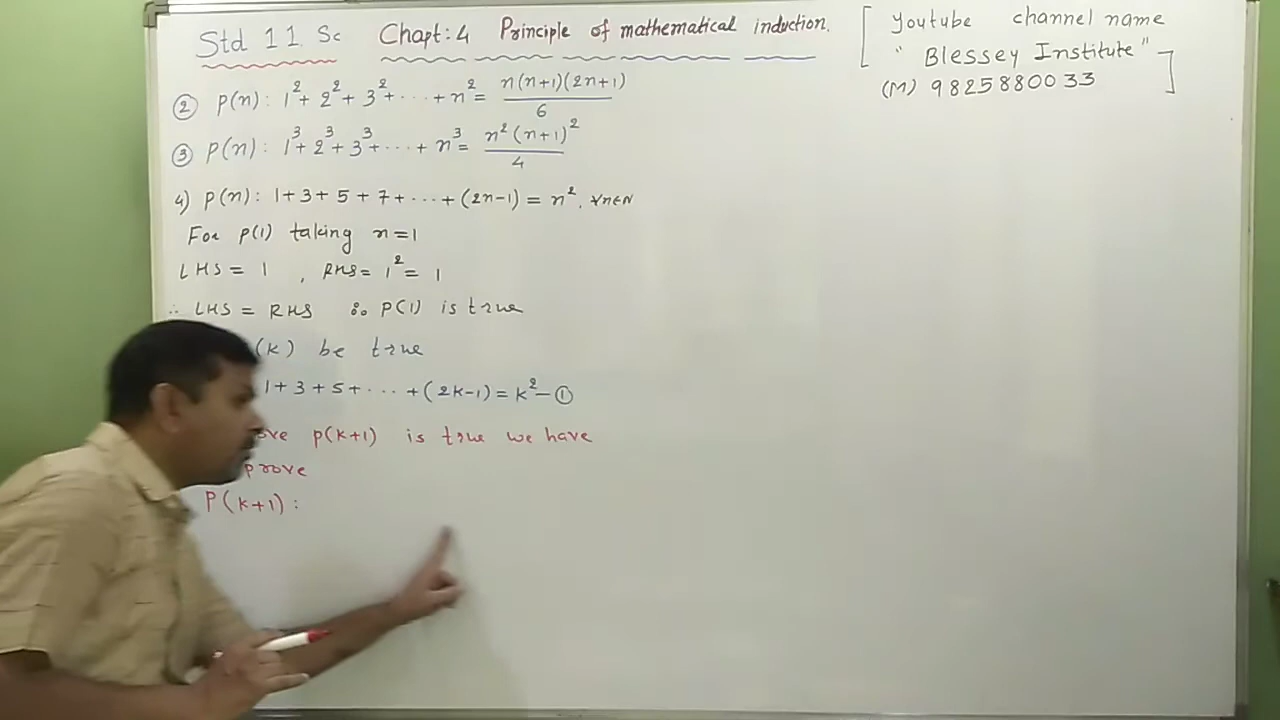 Std 11 Sc Chapt: 4 Principle of mathematical induction.
[ youtube channel name
" Blessey Institute"
(M) 9825880033 ]
② P(n): 1² + 2² + 3² + ... + n² = n(n+1)(2n+1)/6
③ P(n): 1³ + 2³ + 3³ + ... + n³ = n²(n+1)²/4
4) P(n): 1+3+5+7+...+(2n-1) = n². ∀n∈N
For P(1) taking n=1
LHS = 1 , RHS = 1² = 1
∴ LHS = RHS ∴ P(1) is true
(k) be true
1+3+5+...+(2k-1) = k² — ①
p(k+1) is true we have
prove
P(k+1):